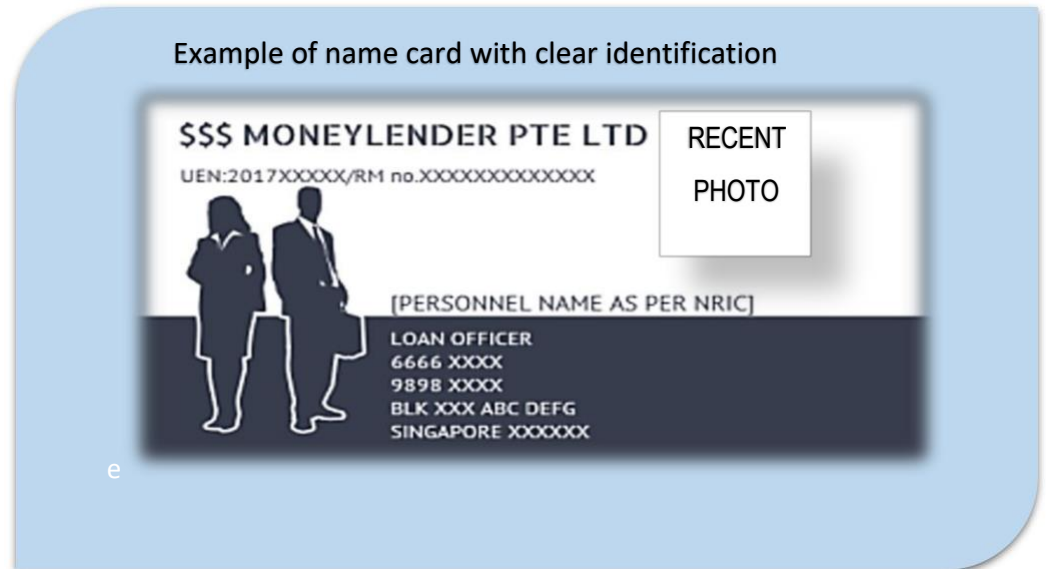 Example of name card with clear identification
$$$ MONEYLENDER PTE LTD
UEN:2017XXXXX/RM no.XXXXXXXXXXXXX
RECENT
PHOTO
[PERSONNEL NAME AS PER NRIC]
LOAN OFFICER
6666 XXXX
9898 XXXX
BLK XXX ABC DEFG
SINGAPORE XXXXXX
e